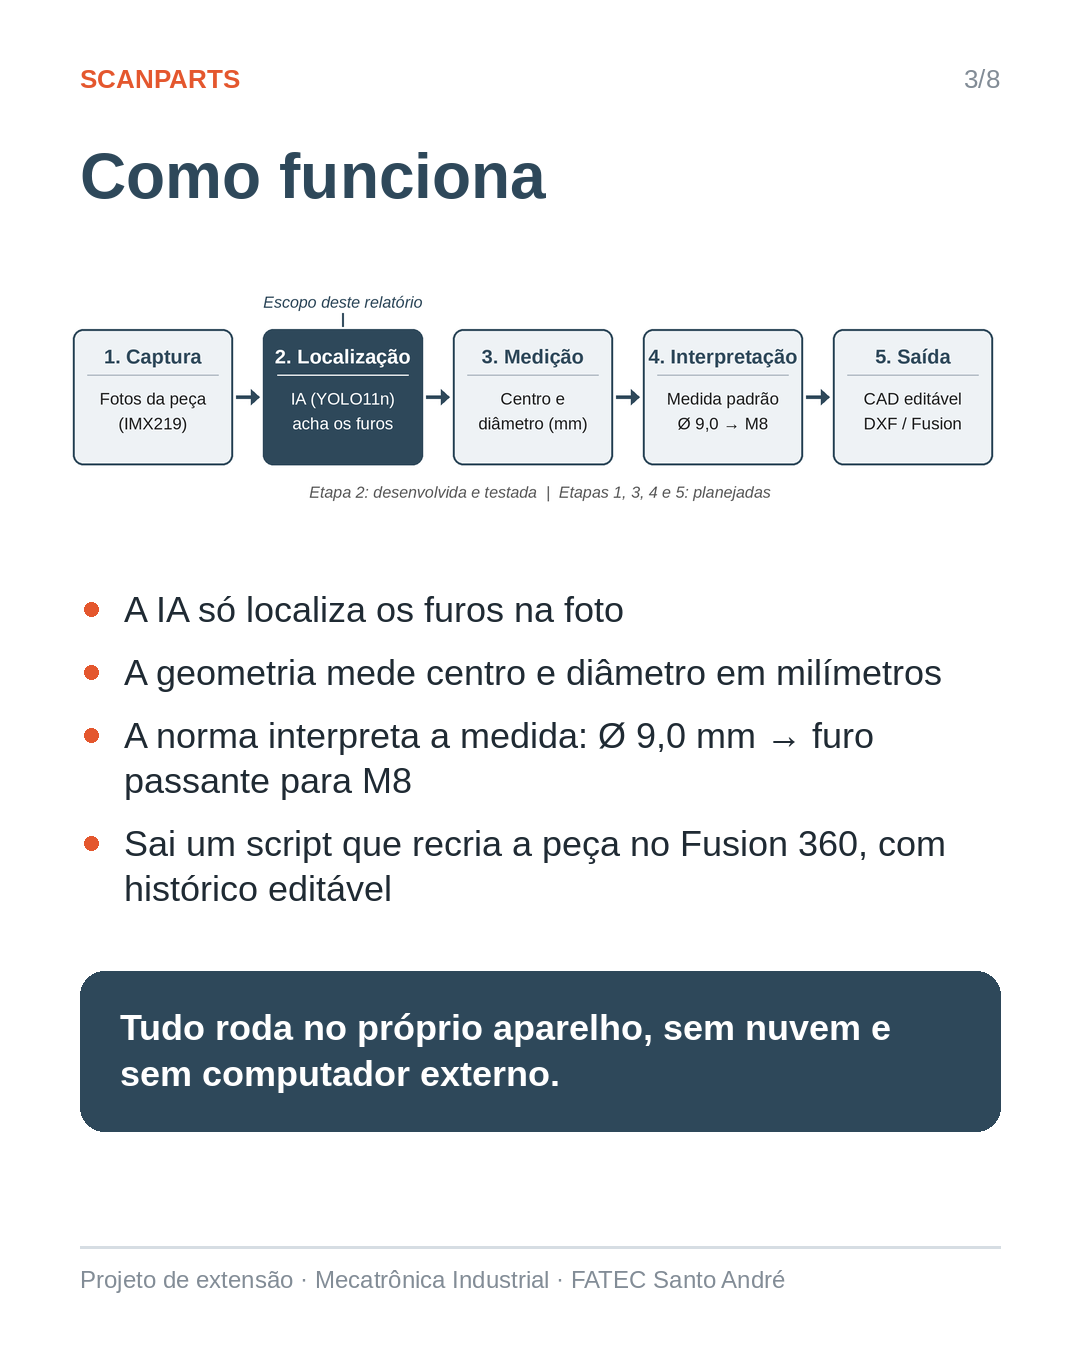 SCANPARTS
3/8
Como funciona
Escopo deste relatório
1. Captura
Fotos da peça
(IMX219)
2. Localização
IA (YOLO11n)
acha os furos
3. Medição
Centro e
diâmetro (mm)
4. Interpretação
Medida padrão
Ø 9,0 → M8
5. Saída
CAD editável
DXF / Fusion
Etapa 2: desenvolvida e testada | Etapas 1, 3, 4 e 5: planejadas
A IA só localiza os furos na foto
A geometria mede centro e diâmetro em milímetros
A norma interpreta a medida: Ø 9,0 mm → furo
passante para M8
Sai um script que recria a peça no Fusion 360, com
histórico editável
Tudo roda no próprio aparelho, sem nuvem e
sem computador externo.
Projeto de extensão · Mecatrônica Industrial · FATEC Santo André